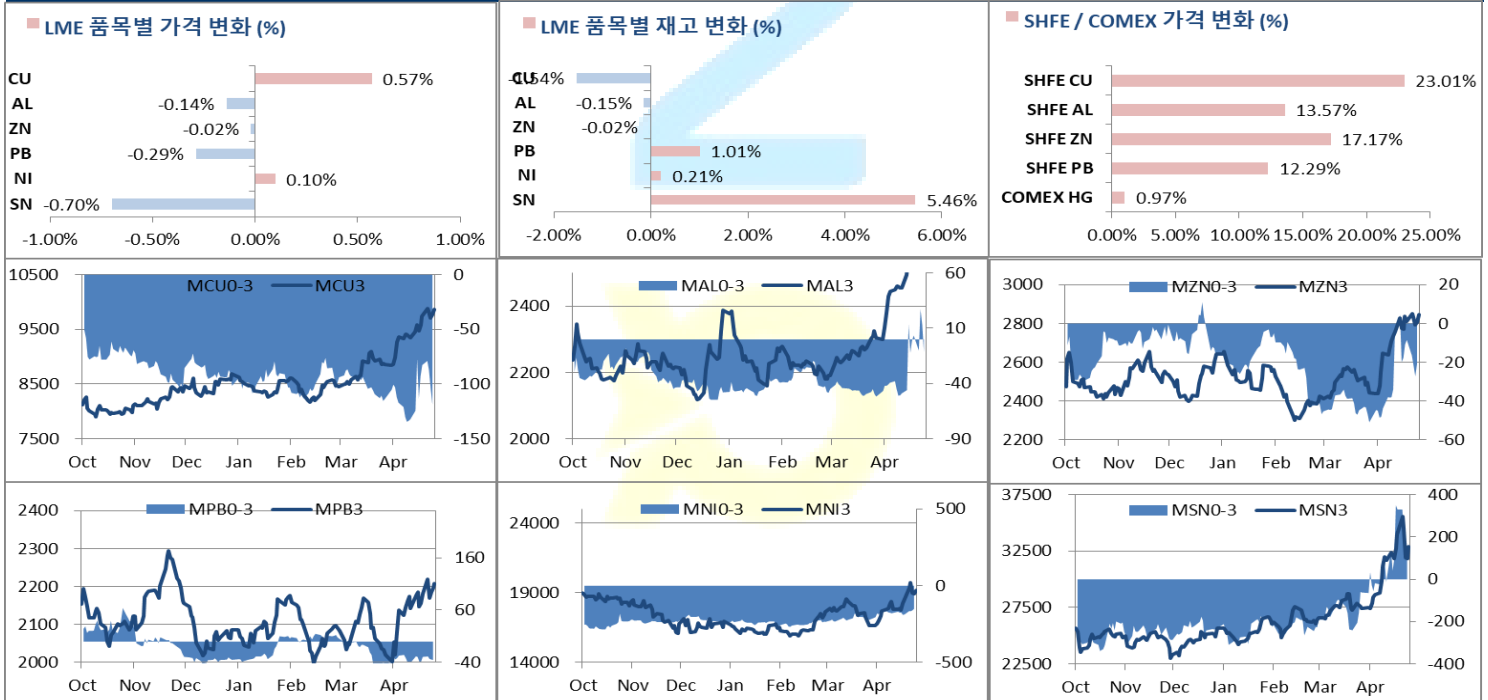 LME 품목별 가격 변화 (%)
CU 0.57%
AL -0.14%
ZN -0.02%
PB -0.29%
NI 0.10%
SN -0.70%
-1.00% -0.50% 0.00% 0.50% 1.00%
LME 품목별 재고 변화 (%)
CU -1.54%
AL -0.15%
ZN -0.02%
PB 1.01%
NI 0.21%
SN 5.46%
-2.00% 0.00% 2.00% 4.00% 6.00%
SHFE / COMEX 가격 변화 (%)
SHFE CU 23.01%
SHFE AL 13.57%
SHFE ZN 17.17%
SHFE PB 12.29%
COMEX HG 0.97%
0.00% 5.00% 10.00% 15.00% 20.00% 25.00%
MCU0-3 MCU3
10500 0
9500 -50
8500 -100
7500 -150
Oct Nov Dec Jan Feb Mar Apr
MAL0-3 MAL3
60
2400 10
2200 -40
2000 -90
Oct Nov Dec Jan Feb Mar Apr
MZN0-3 MZN3
3000 20
2800 0
2600 -20
2400 -40
2200 -60
Oct Nov Dec Jan Feb Mar Apr
MPB0-3 MPB3
2400
2300 160
2200
2100 60
2000 -40
Oct Nov Dec Jan Feb Mar Apr
MNI0-3 MNI3
24000 500
19000 0
14000 -500
Oct Nov Dec Jan Feb Mar Apr
MSN0-3 MSN3
37500 400
32500 200
0
27500 -200
22500 -400
Oct Nov Dec Jan Feb Mar Apr